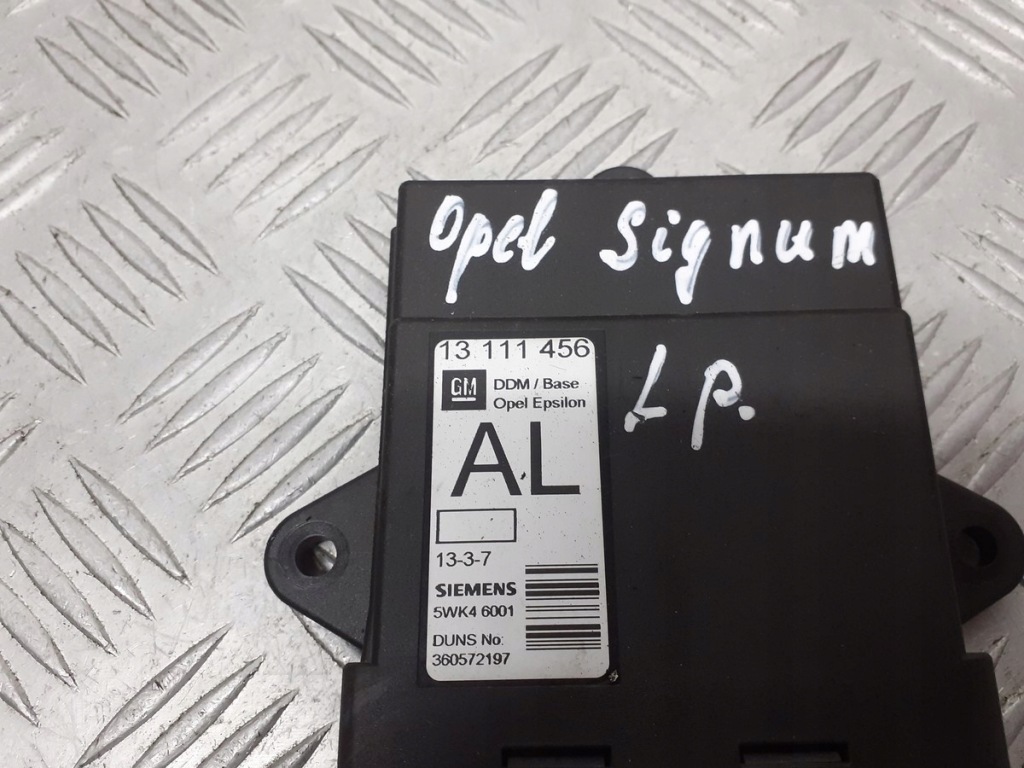 Opel Signum
L p.
13 111 456
GM
DDM / Base
Opel Epsilon
AL
13-3-7
SIEMENS
5WK4 6001
DUNS No:
360572197